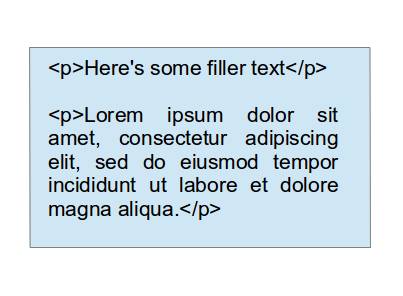 <p>Here's some filler text</p>
<p>Lorem ipsum dolor sit
amet, consectetur adipiscing
elit, sed do eiusmod tempor
incididunt ut labore et dolore
magna aliqua.</p>